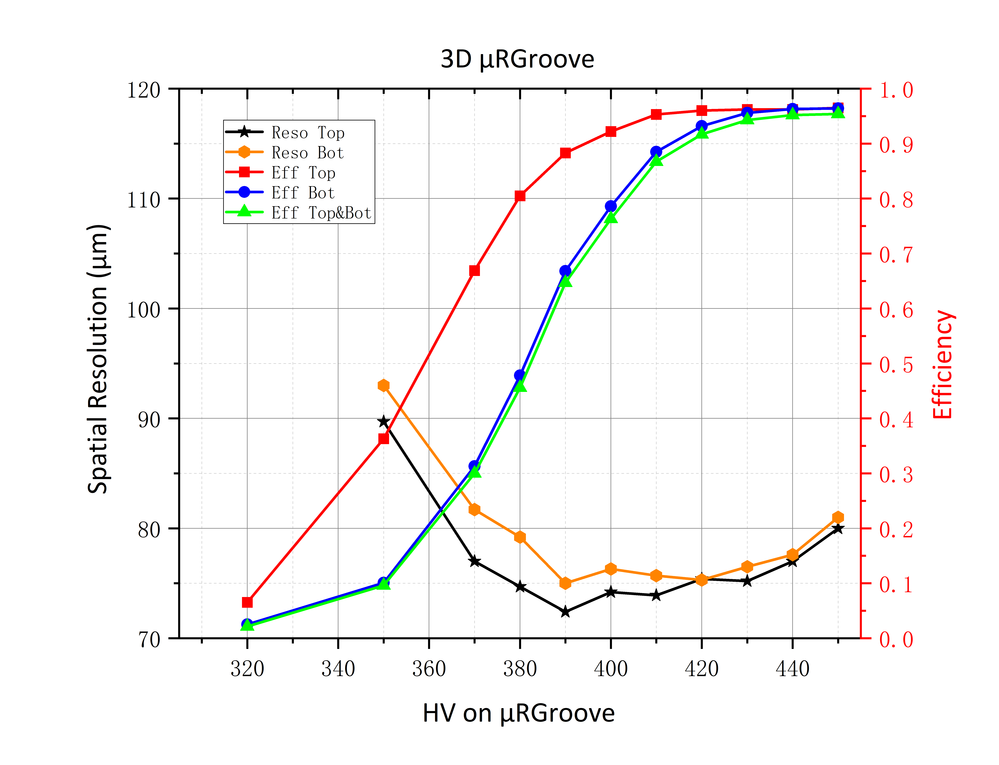 3D µRGroove
120
110
100
90
80
70
Spatial Resolution (µm)
Reso Top
Reso Bot
Eff Top
Eff Bot
Eff Top&Bot
1.0
0.9
0.8
0.7
0.6
0.5
0.4
0.3
0.2
0.1
0.0
Efficiency
320 340 360 380 400 420 440
HV on µRGroove